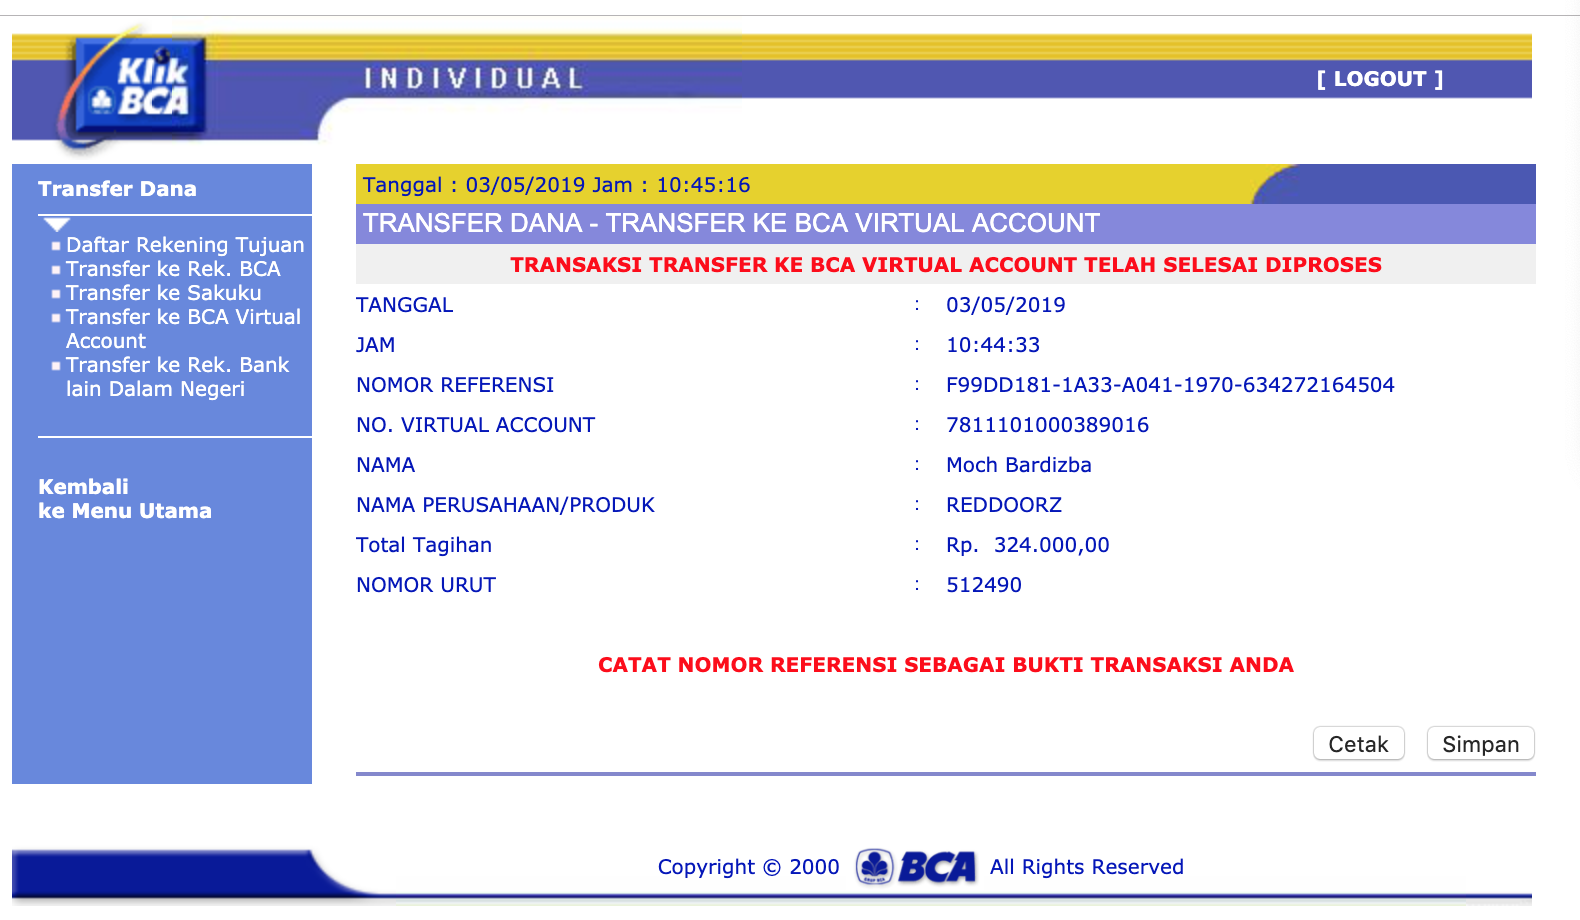 Klik
BCA
INDIVIDUAL
[ LOGOUT ]
Transfer Dana
Daftar Rekening Tujuan
Transfer ke Rek. BCA
Transfer ke Sakuku
Transfer ke BCA Virtual
Account
Transfer ke Rek. Bank
lain Dalam Negeri
Kembali
ke Menu Utama
Tanggal : 03/05/2019 Jam : 10:45:16
TRANSFER DANA - TRANSFER KE BCA VIRTUAL ACCOUNT
TRANSAKSI TRANSFER KE BCA VIRTUAL ACCOUNT TELAH SELESAI DIPROSES
TANGGAL : 03/05/2019
JAM : 10:44:33
NOMOR REFERENSI : F99DD181-1A33-A041-1970-634272164504
NO. VIRTUAL ACCOUNT : 7811101000389016
NAMA : Moch Bardizba
NAMA PERUSAHAAN/PRODUK : REDDOORZ
Total Tagihan : Rp. 324.000,00
NOMOR URUT : 512490
CATAT NOMOR REFERENSI SEBAGAI BUKTI TRANSAKSI ANDA
Cetak Simpan
Copyright © 2000 BCA All Rights Reserved